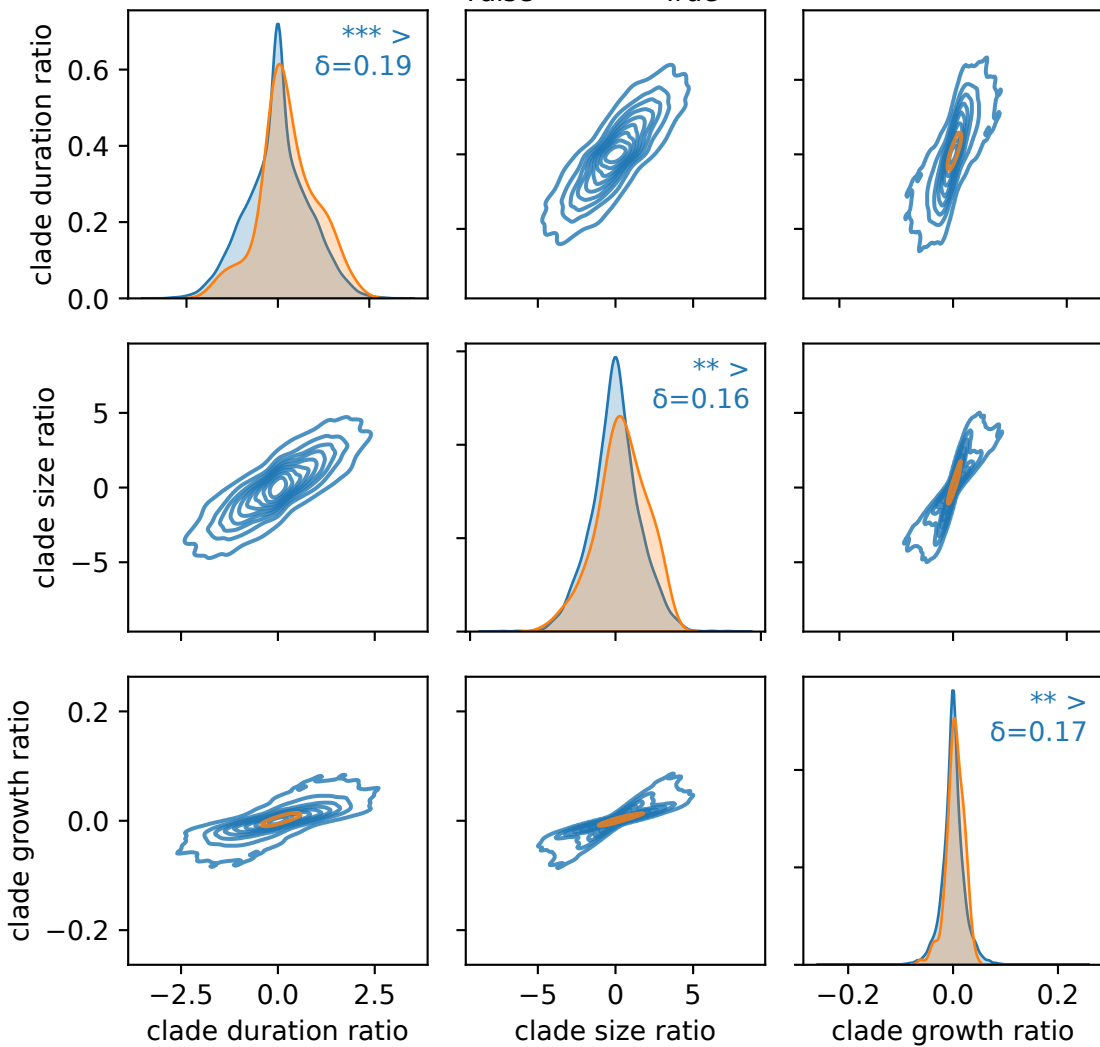 False True
clade duration ratio
0.6
0.4
0.2
0.0
*** >
δ=0.19
clade size ratio
5
0
−5
** >
δ=0.16
clade growth ratio
0.2
0.0
−0.2
** >
δ=0.17
−2.5 0.0 2.5
−5 0 5
−0.2 0.0 0.2
clade duration ratio
clade size ratio
clade growth ratio